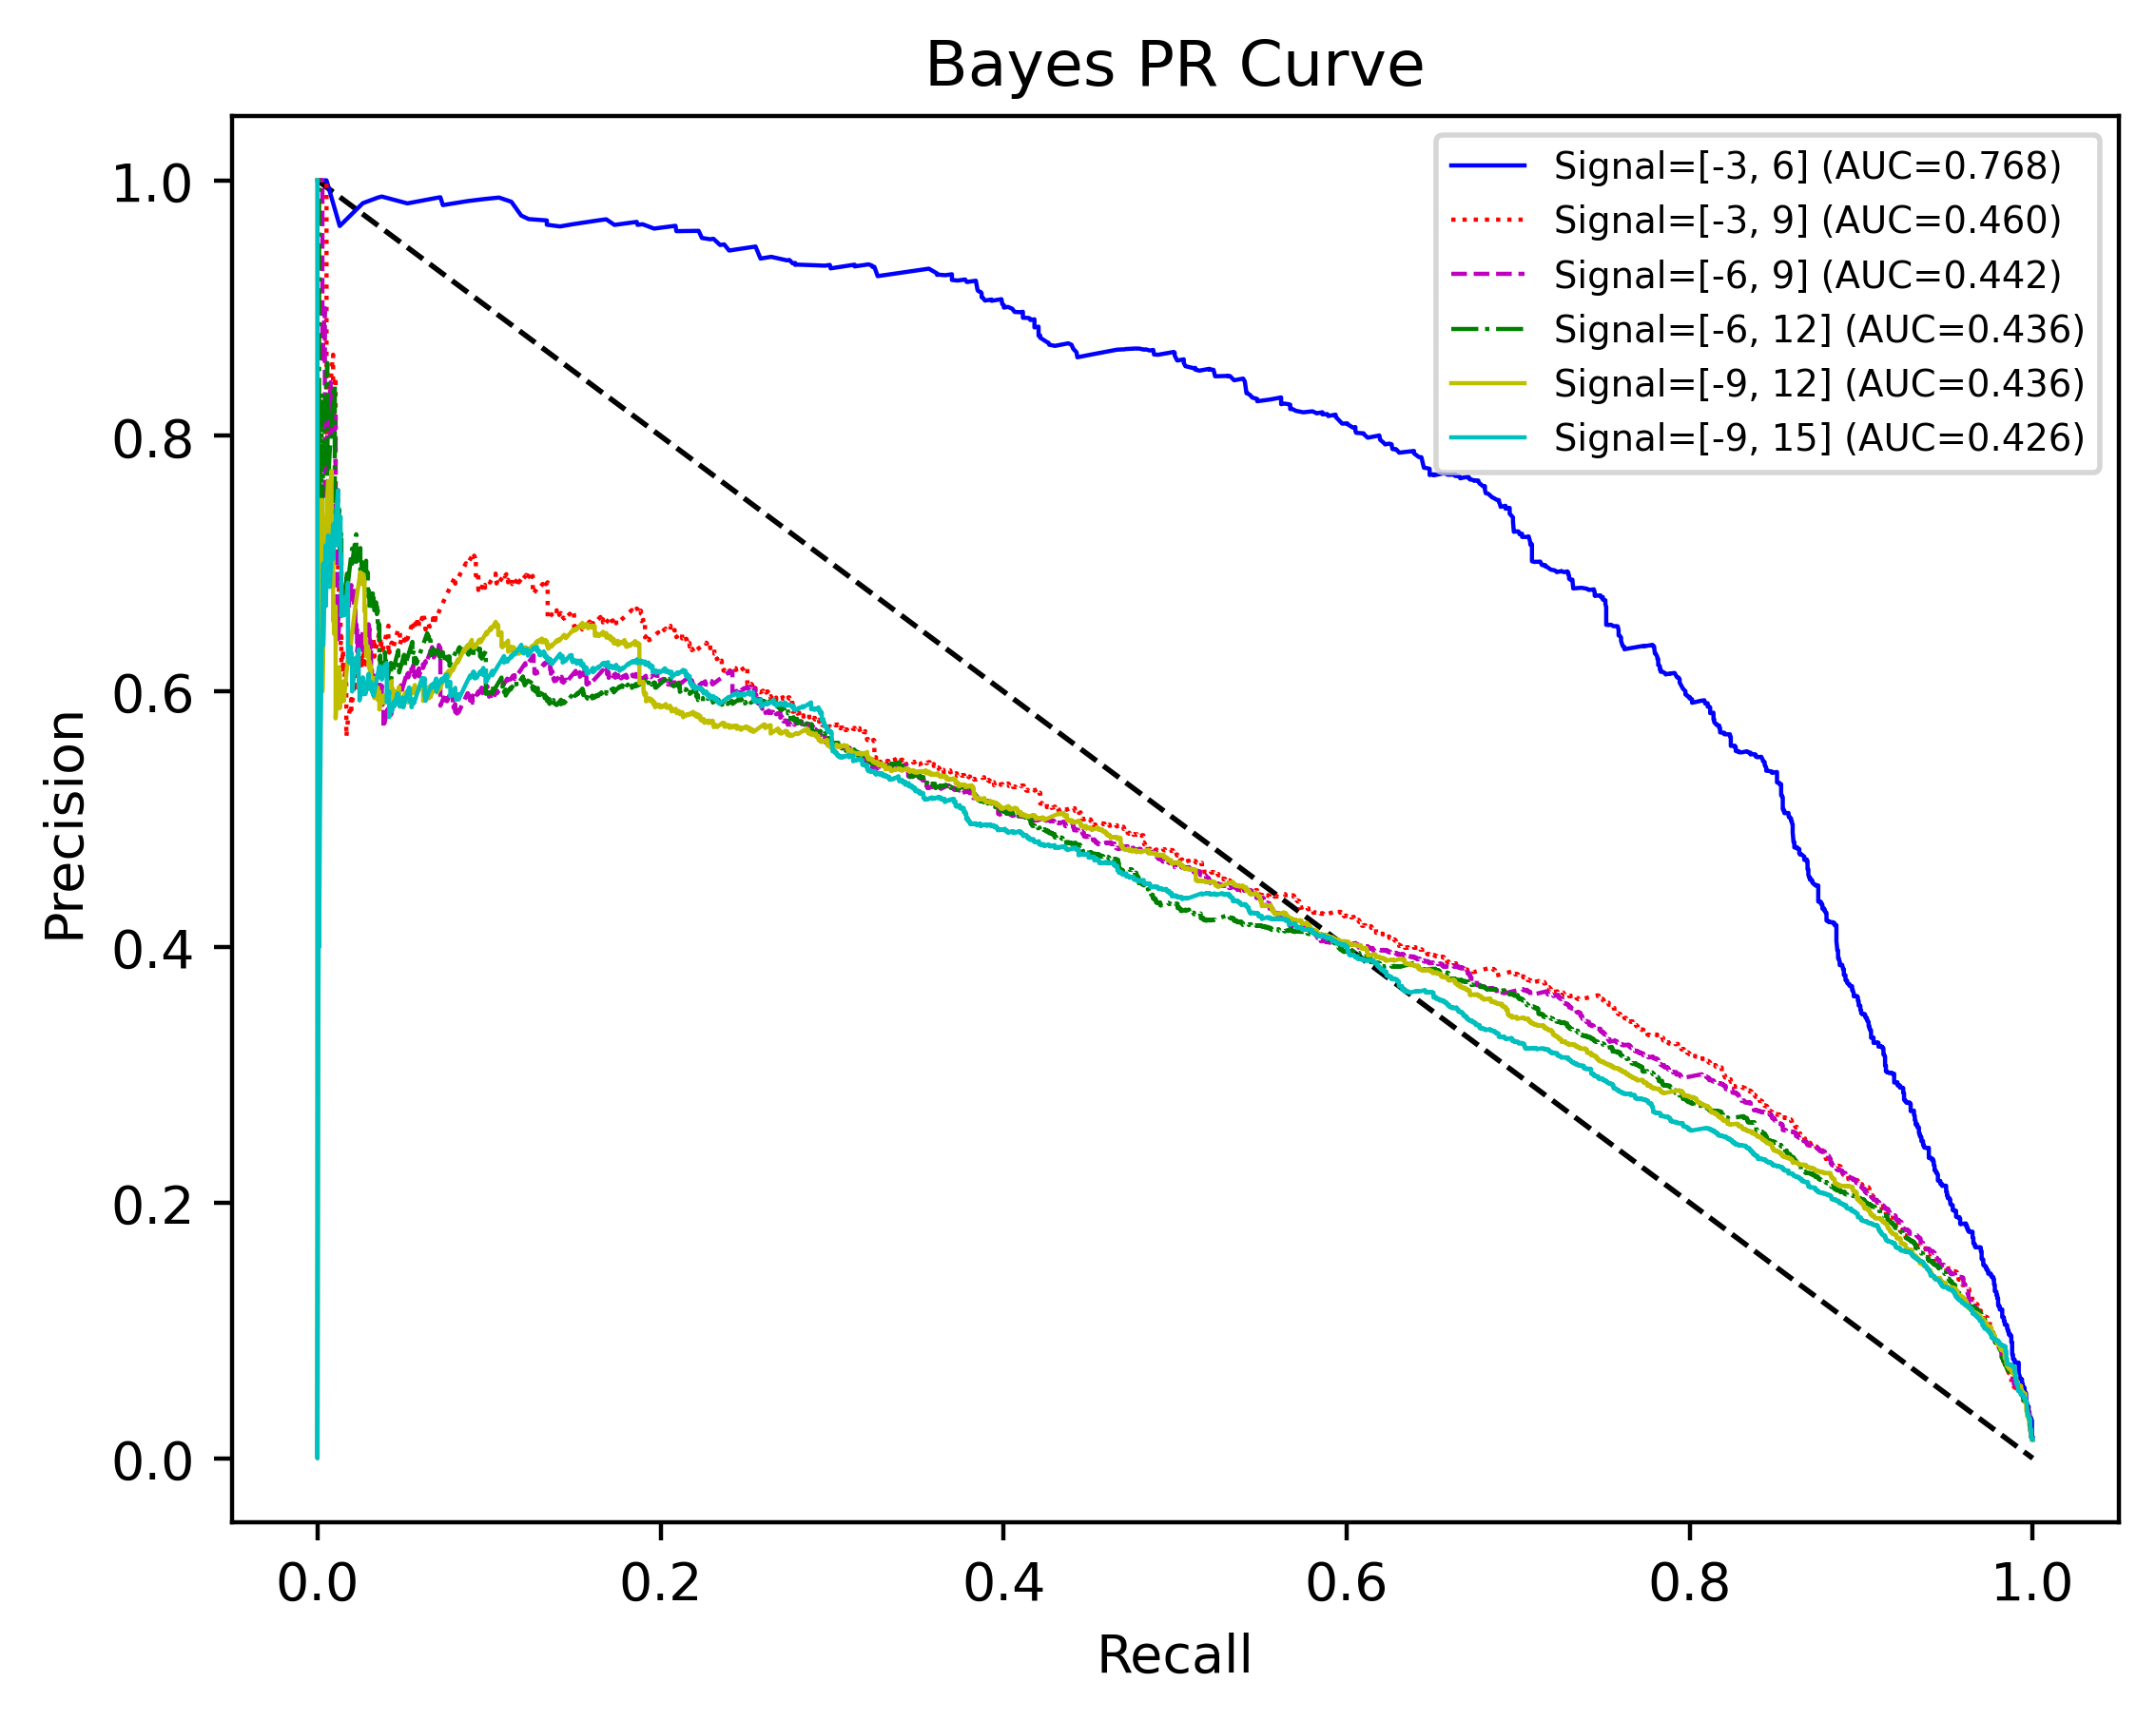 Bayes PR Curve
Signal=[-3, 6] (AUC=0.768)
Signal=[-3, 9] (AUC=0.460)
Signal=[-6, 9] (AUC=0.442)
Signal=[-6, 12] (AUC=0.436)
Signal=[-9, 12] (AUC=0.436)
Signal=[-9, 15] (AUC=0.426)
Precision
1.0
0.8
0.6
0.4
0.2
0.0
0.0 0.2 0.4 0.6 0.8 1.0
Recall